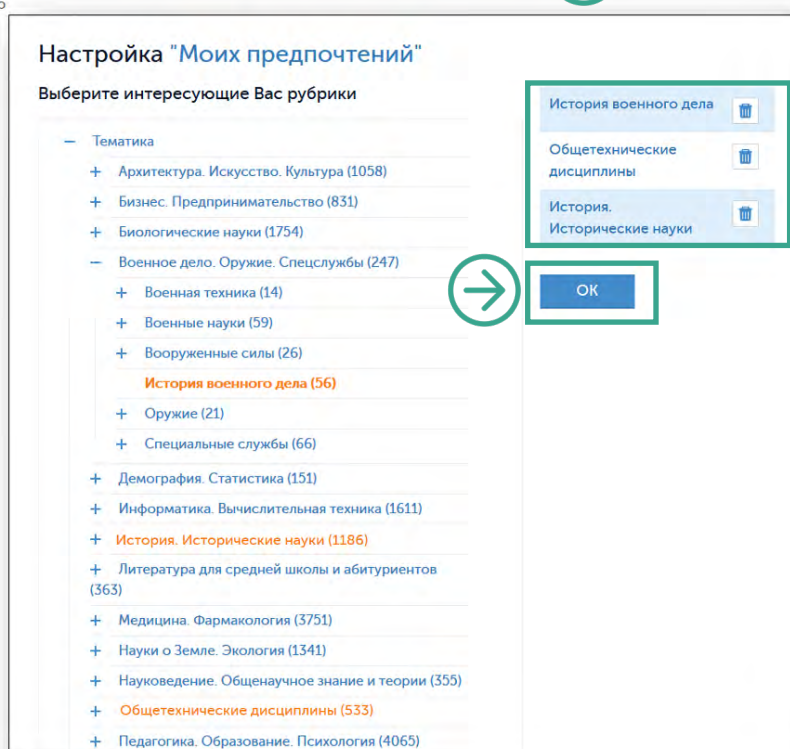 Настройка "Моих предпочтений"
Выберите интересующие Вас рубрики
– Тематика
+ Архитектура. Искусство. Культура (1058)
+ Бизнес. Предпринимательство (831)
+ Биологические науки (1754)
– Военное дело. Оружие. Спецслужбы (247)
+ Военная техника (14)
+ Военные науки (59)
+ Вооруженные силы (26)
История военного дела (56)
+ Оружие (21)
+ Специальные службы (66)
+ Демография. Статистика (151)
+ Информатика. Вычислительная техника (1611)
+ История. Исторические науки (1186)
+ Литература для средней школы и абитуриентов
(363)
+ Медицина. Фармакология (3751)
+ Науки о Земле. Экология (1341)
+ Науковедение. Общенаучное знание и теории (355)
+ Общетехнические дисциплины (533)
+ Педагогика. Образование. Психология (4065)
История военного дела
Общетехнические
дисциплины
История.
Исторические науки
ОК